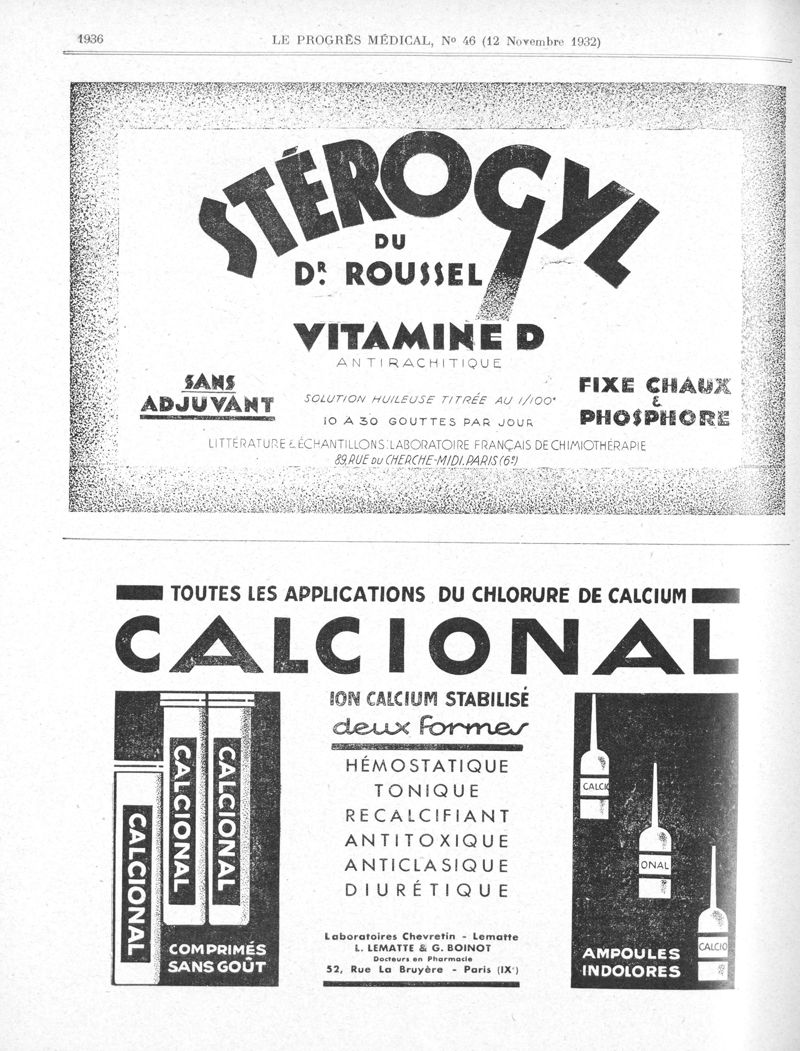 1936
LE PROGRÈS MÉDICAL, No 46 (12 Novembre 1932)
STÉROGYL
DU
DR. ROUSSEL
VITAMINE D
ANTIRACHITIQUE
SANS
ADJUVANT
SOLUTION HUILEUSE TITRÉE AU 1/100e
10 A 30 GOUTTES PAR JOUR
FIXE CHAUX
&
PHOSPHORE
LITTÉRATURE & ÉCHANTILLONS: LABORATOIRE FRANÇAIS DE CHIMIOTHÉRAPIE
89, RUE DU CHERCHE-MIDI. PARIS (6e)
TOUTES LES APPLICATIONS DU CHLORURE DE CALCIUM
CALCIONAL
ION CALCIUM STABILISÉ
deux formes
HÉMOSTATIQUE
TONIQUE
RECALCIFIANT
ANTITOXIQUE
ANTICLASIQUE
DIURÉTIQUE
CALCIONAL
CALCIONAL
CALCIONAL
COMPRIMÉS
SANS GOÛT
Laboratoires Chevretin - Lematte
L. LEMATTE & G. BOINOT
Docteurs en Pharmacie
52, Rue La Bruyère - Paris (IXe)
CALCI
ONAL
CALCIO
AMPOULES
INDOLORES